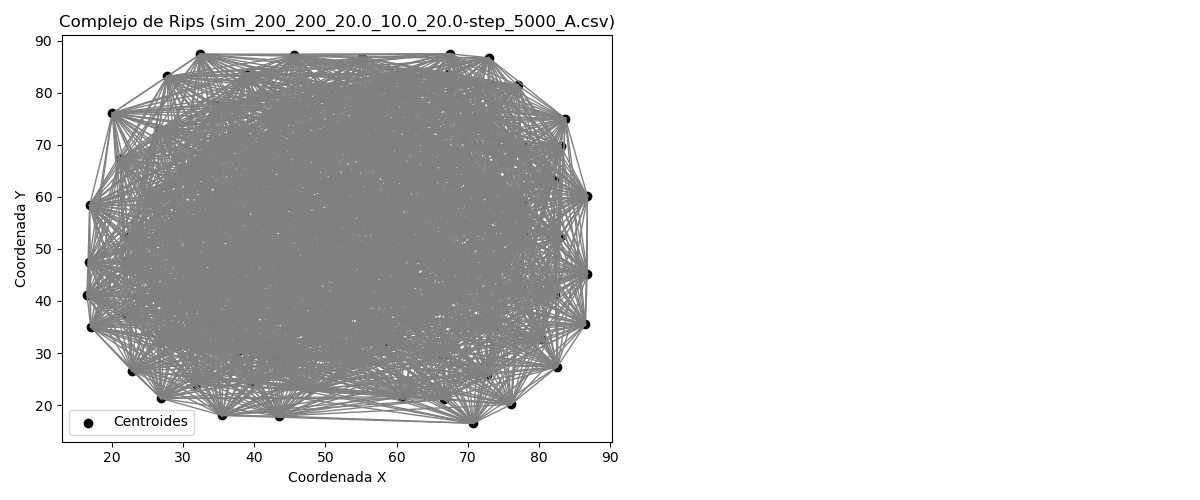 Complejo de Rips (sim_200_200_20.0_10.0_20.0-step_5000_A.csv)
90
80
70
60
50
40
30
20
Coordenada Y
Centroides
20 30 40 50 60 70 80 90
Coordenada X